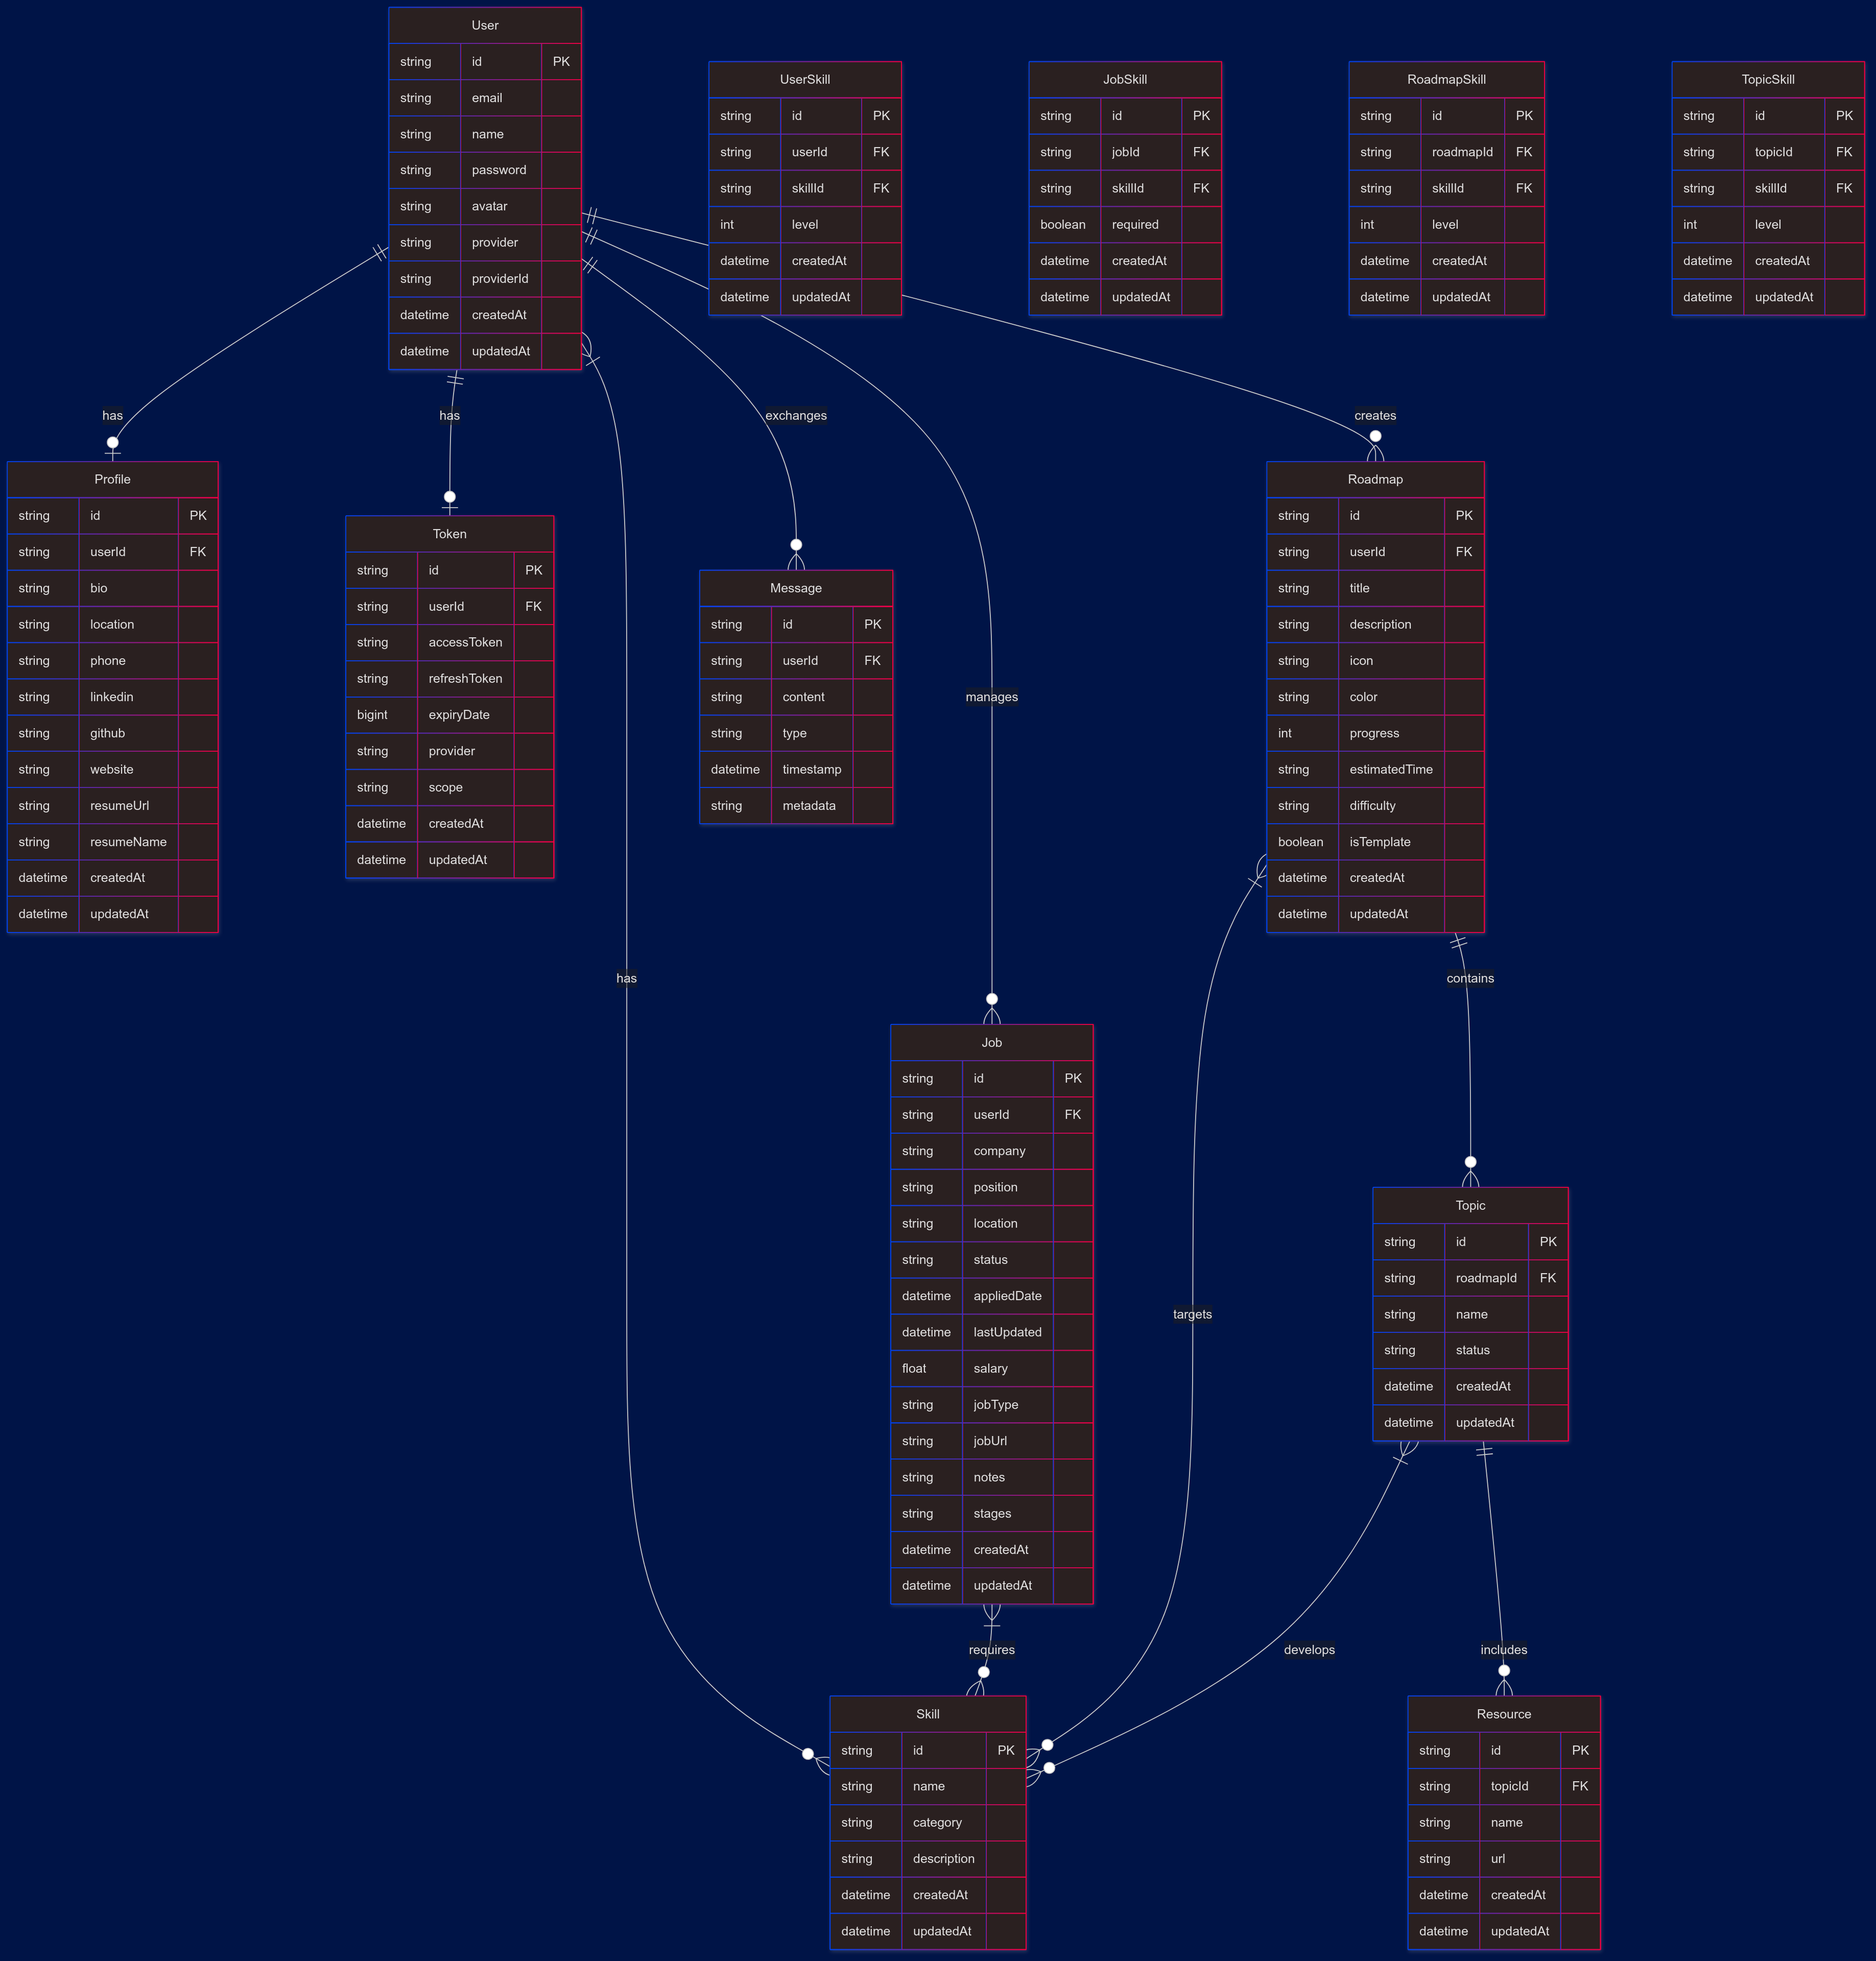 User
string id PK
string email
string name
string password
string avatar
string provider
string providerId
datetime createdAt
datetime updatedAt
UserSkill
string id PK
string userId FK
string skillId FK
int level
datetime createdAt
datetime updatedAt
JobSkill
string id PK
string jobId FK
string skillId FK
boolean required
datetime createdAt
datetime updatedAt
RoadmapSkill
string id PK
string roadmapId FK
string skillId FK
int level
datetime createdAt
datetime updatedAt
TopicSkill
string id PK
string topicId FK
string skillId FK
int level
datetime createdAt
datetime updatedAt
has
has
exchanges
creates
Profile
string id PK
string userId FK
string bio
string location
string phone
string linkedin
string github
string website
string resumeUrl
string resumeName
datetime createdAt
datetime updatedAt
Token
string id PK
string userId FK
string accessToken
string refreshToken
bigint expiryDate
string provider
string scope
datetime createdAt
datetime updatedAt
Message
string id PK
string userId FK
string content
string type
datetime timestamp
string metadata
manages
Roadmap
string id PK
string userId FK
string title
string description
string icon
string color
int progress
string estimatedTime
string difficulty
boolean isTemplate
datetime createdAt
datetime updatedAt
has
contains
Job
string id PK
string userId FK
string company
string position
string location
string status
datetime appliedDate
datetime lastUpdated
float salary
string jobType
string jobUrl
string notes
string stages
datetime createdAt
datetime updatedAt
targets
Topic
string id PK
string roadmapId FK
string name
string status
datetime createdAt
datetime updatedAt
requires
develops
includes
Skill
string id PK
string name
string category
string description
datetime createdAt
datetime updatedAt
Resource
string id PK
string topicId FK
string name
string url
datetime createdAt
datetime updatedAt